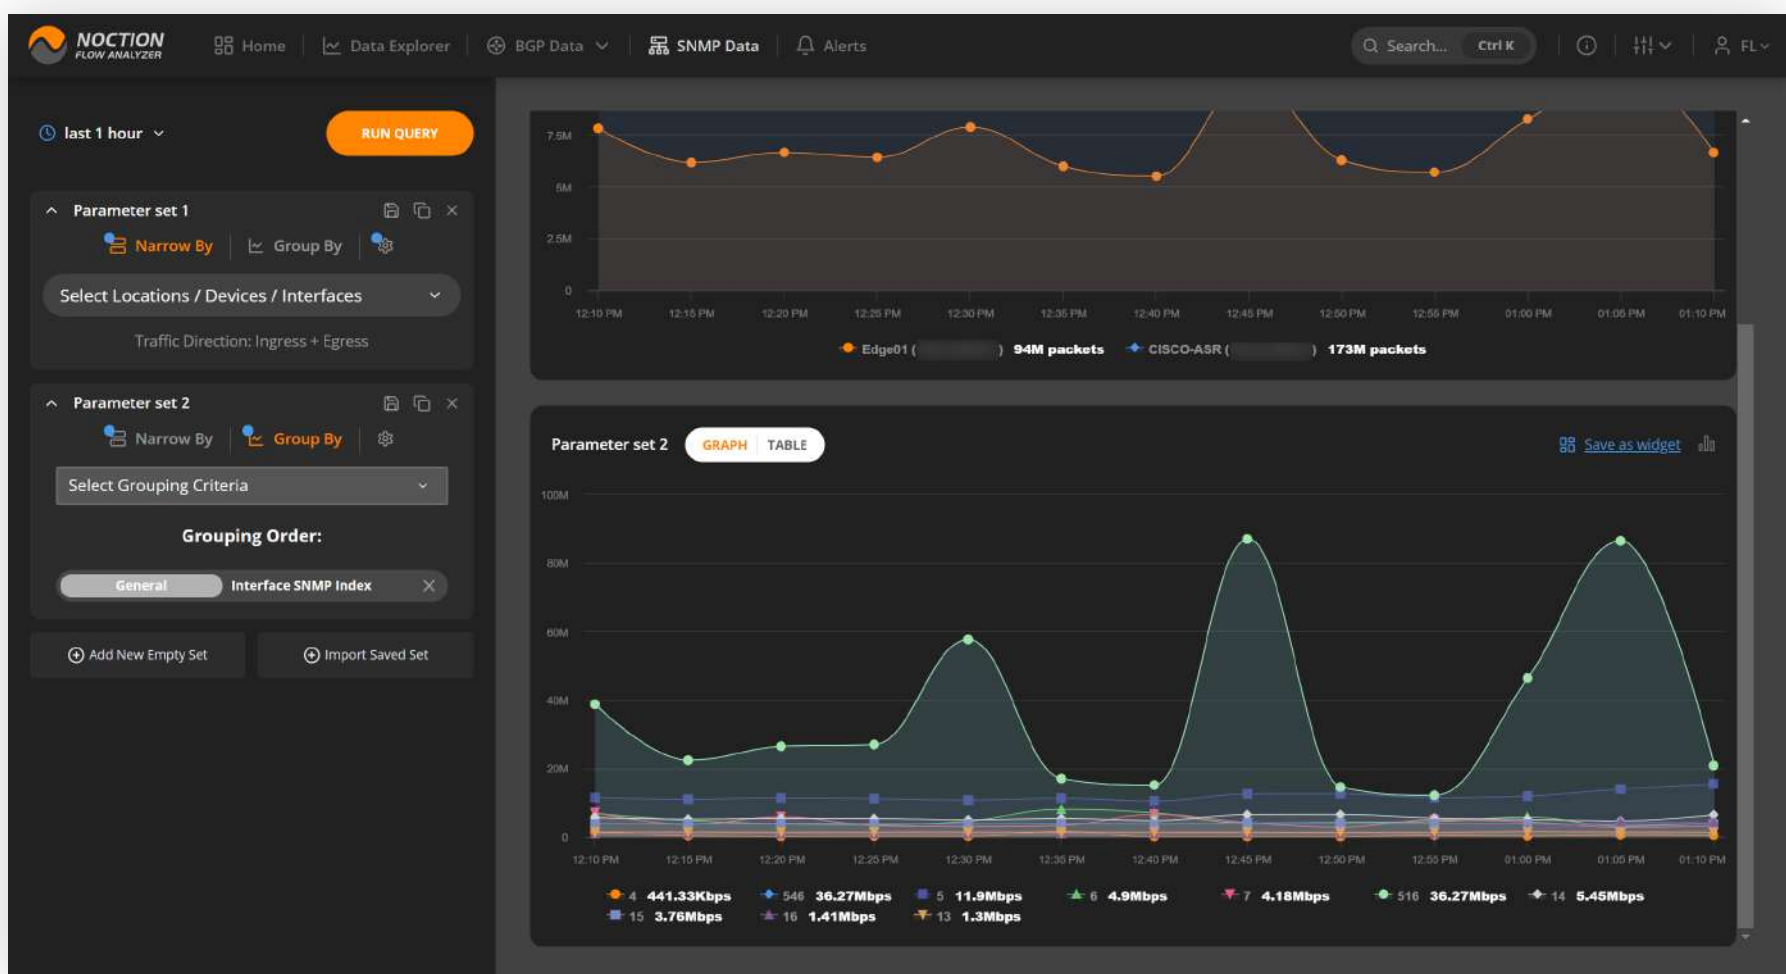 NOCTION
FLOW ANALYZER
Home
Data Explorer
BGP Data
SNMP Data
Alerts
Search... Ctrl K
FL
last 1 hour
RUN QUERY
Parameter set 1
Narrow By
Group By
Select Locations / Devices / Interfaces
Traffic Direction: Ingress + Egress
Parameter set 2
Narrow By
Group By
Select Grouping Criteria
Grouping Order:
General Interface SNMP Index
Add New Empty Set
Import Saved Set
7.5M
5M
2.5M
0
12:10 PM 12:15 PM 12:20 PM 12:25 PM 12:30 PM 12:35 PM 12:40 PM 12:45 PM 12:50 PM 12:55 PM 01:00 PM 01:05 PM 01:10 PM
Edge01 ( ) 94M packets CISCO-ASR ( ) 173M packets
Parameter set 2 GRAPH TABLE
Save as widget
100M
80M
60M
40M
20M
0
12:10 PM 12:15 PM 12:20 PM 12:25 PM 12:30 PM 12:35 PM 12:40 PM 12:45 PM 12:50 PM 12:55 PM 01:00 PM 01:05 PM 01:10 PM
4 441.33Kbps 546 36.27Mbps 5 11.9Mbps 6 4.9Mbps 7 4.18Mbps 516 36.27Mbps 14 5.45Mbps
15 3.76Mbps 16 1.41Mbps 13 1.3Mbps